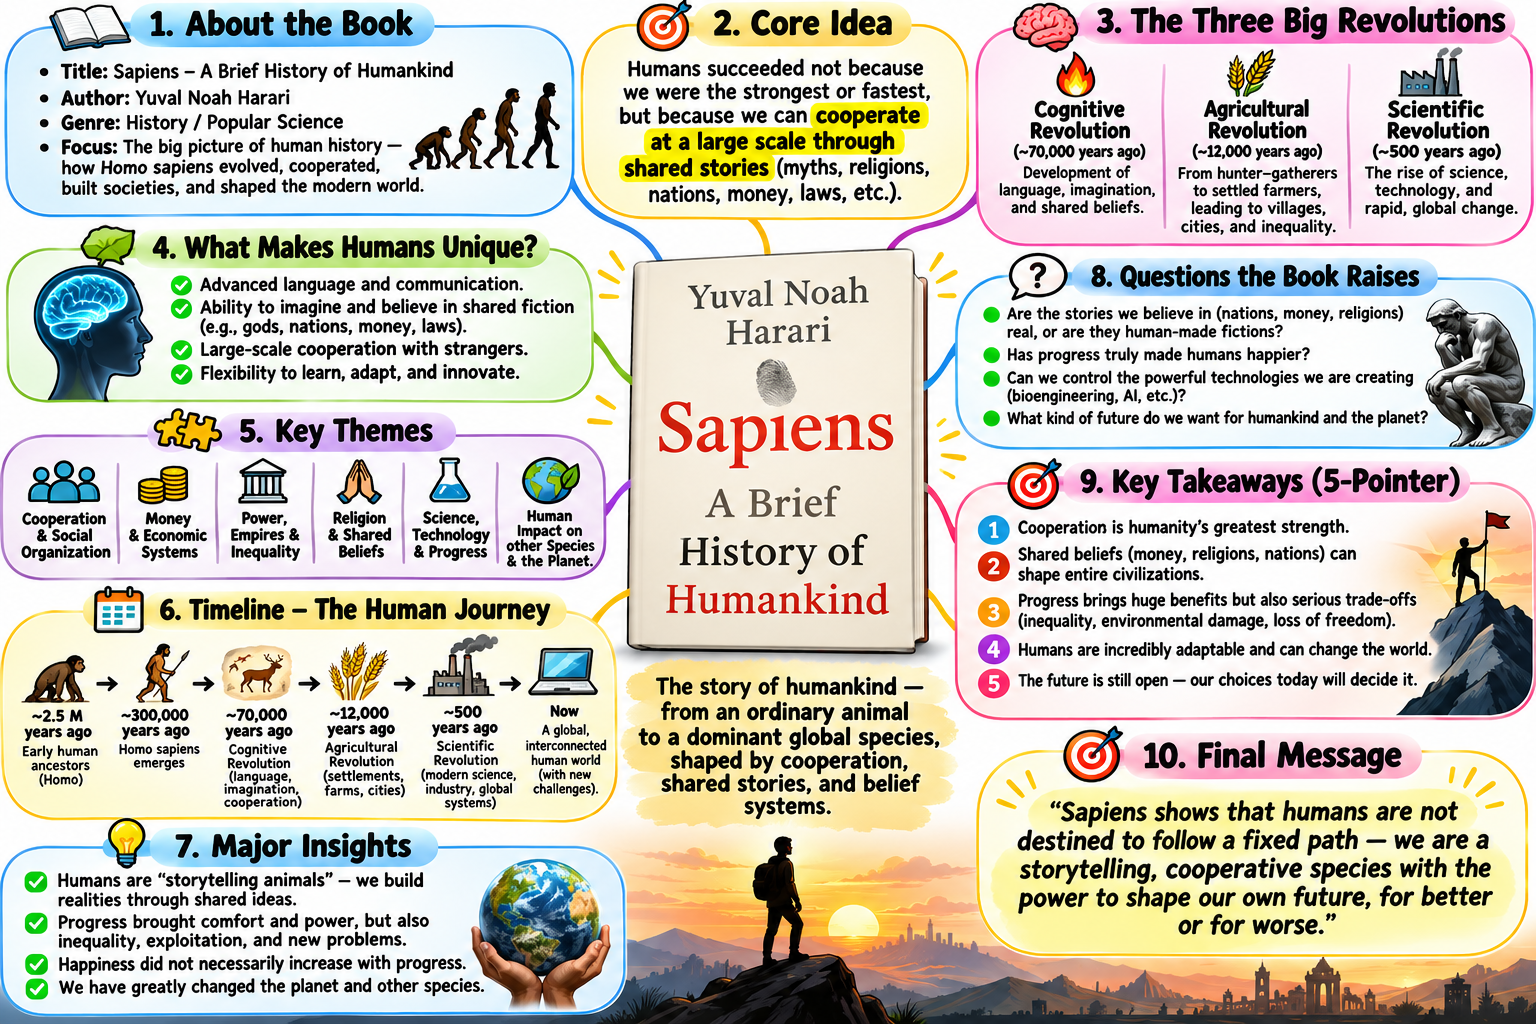 1. About the Book
• Title: Sapiens – A Brief History of Humankind
• Author: Yuval Noah Harari
• Genre: History / Popular Science
• Focus: The big picture of human history —
how Homo sapiens evolved, cooperated,
built societies, and shaped the modern world.
2. Core Idea
Humans succeeded not because
we were the strongest or fastest,
but because we can cooperate
at a large scale through
shared stories (myths, religions,
nations, money, laws, etc.).
3. The Three Big Revolutions
Cognitive
Revolution
(~70,000 years ago)
Development of
language, imagination,
and shared beliefs.
Agricultural
Revolution
(~12,000 years ago)
From hunter-gatherers
to settled farmers,
leading to villages,
cities, and inequality.
Scientific
Revolution
(~500 years ago)
The rise of science,
technology, and
rapid, global change.
4. What Makes Humans Unique?
Advanced language and communication.
Ability to imagine and believe in shared fiction
(e.g., gods, nations, money, laws).
Large-scale cooperation with strangers.
Flexibility to learn, adapt, and innovate.
5. Key Themes
Cooperation
& Social
Organization
Money
& Economic
Systems
Power,
Empires &
Inequality
Religion
& Shared
Beliefs
Science,
Technology
& Progress
Human
Impact on
other Species
& the Planet.
6. Timeline – The Human Journey
~2.5 M
years ago
Early human
ancestors
(Homo)
~300,000
years ago
Homo sapiens
emerges
~70,000
years ago
Cognitive
Revolution
(language,
imagination,
cooperation)
~12,000
years ago
Agricultural
Revolution
(settlements,
farms, cities)
~500
years ago
Scientific
Revolution
(modern science,
industry, global
systems)
Now
A global,
interconnected
human world
(with new
challenges).
7. Major Insights
Humans are “storytelling animals” — we build
realities through shared ideas.
Progress brought comfort and power, but also
inequality, exploitation, and new problems.
Happiness did not necessarily increase with progress.
We have greatly changed the planet and other species.
Yuval Noah
Harari
Sapiens
A Brief
History of
Humankind
The story of humankind —
from an ordinary animal
to a dominant global species,
shaped by cooperation,
shared stories, and belief
systems.
8. Questions the Book Raises
?
Are the stories we believe in (nations, money, religions)
real, or are they human-made fictions?
Has progress truly made humans happier?
Can we control the powerful technologies we are creating
(bioengineering, AI, etc.)?
What kind of future do we want for humankind and the planet?
9. Key Takeaways (5-Pointer)
1 Cooperation is humanity’s greatest strength.
2 Shared beliefs (money, religions, nations) can
shape entire civilizations.
3 Progress brings huge benefits but also serious trade-offs
(inequality, environmental damage, loss of freedom).
4 Humans are incredibly adaptable and can change the world.
5 The future is still open — our choices today will decide it.
10. Final Message
“Sapiens shows that humans are not
destined to follow a fixed path — we are a
storytelling, cooperative species with the
power to shape our own future, for better
or for worse.”